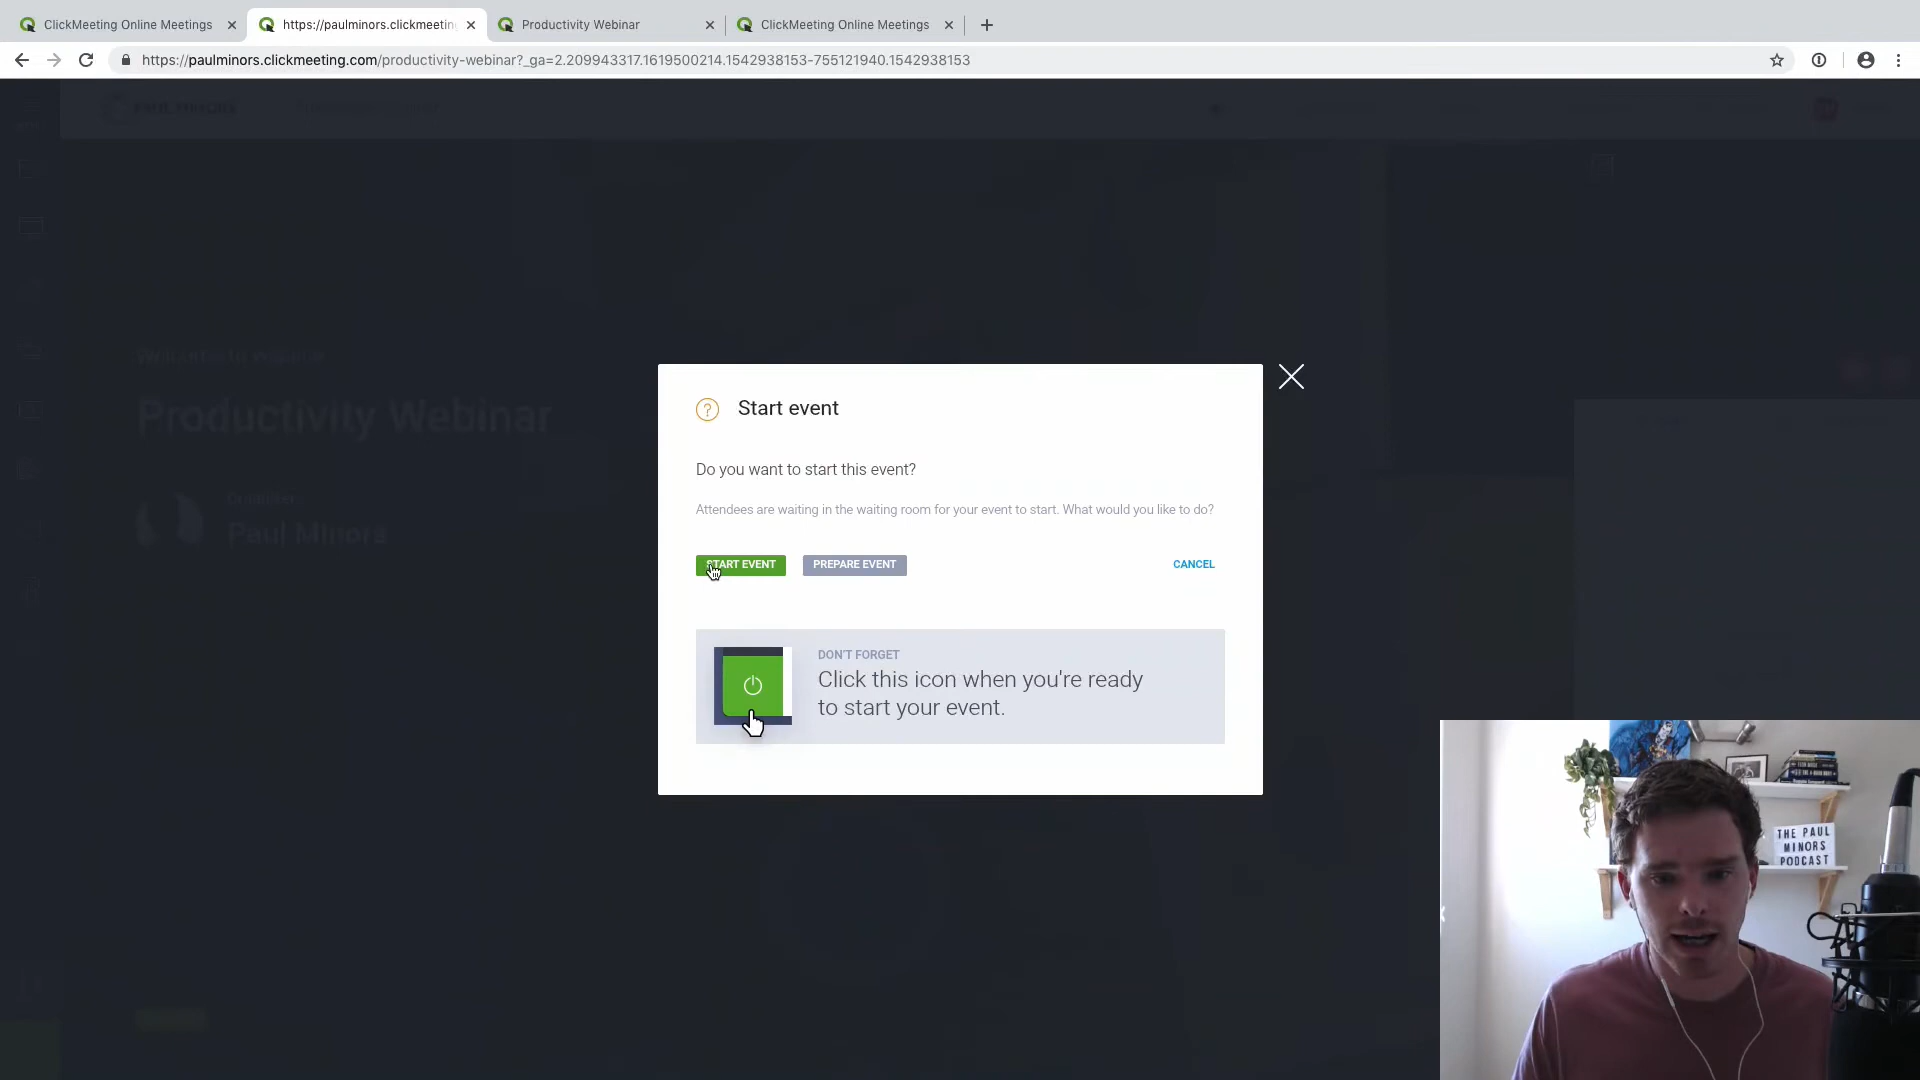 ClickMeeting Online Meetings
https://paulminors.clickmeetin
Productivity Webinar
ClickMeeting Online Meetings
https://paulminors.clickmeeting.com/productivity-webinar?_ga=2.209943317.1619500214.1542938153-755121940.1542938153
PAUL MINORS
Productivity Webinar
Paul Minors
Start event
Do you want to start this event?
Attendees are waiting in the waiting room for your event to start. What would you like to do?
START EVENT
PREPARE EVENT
CANCEL
DON'T FORGET
Click this icon when you're ready
to start your event.
THE PAUL
MINORS
PODCAST